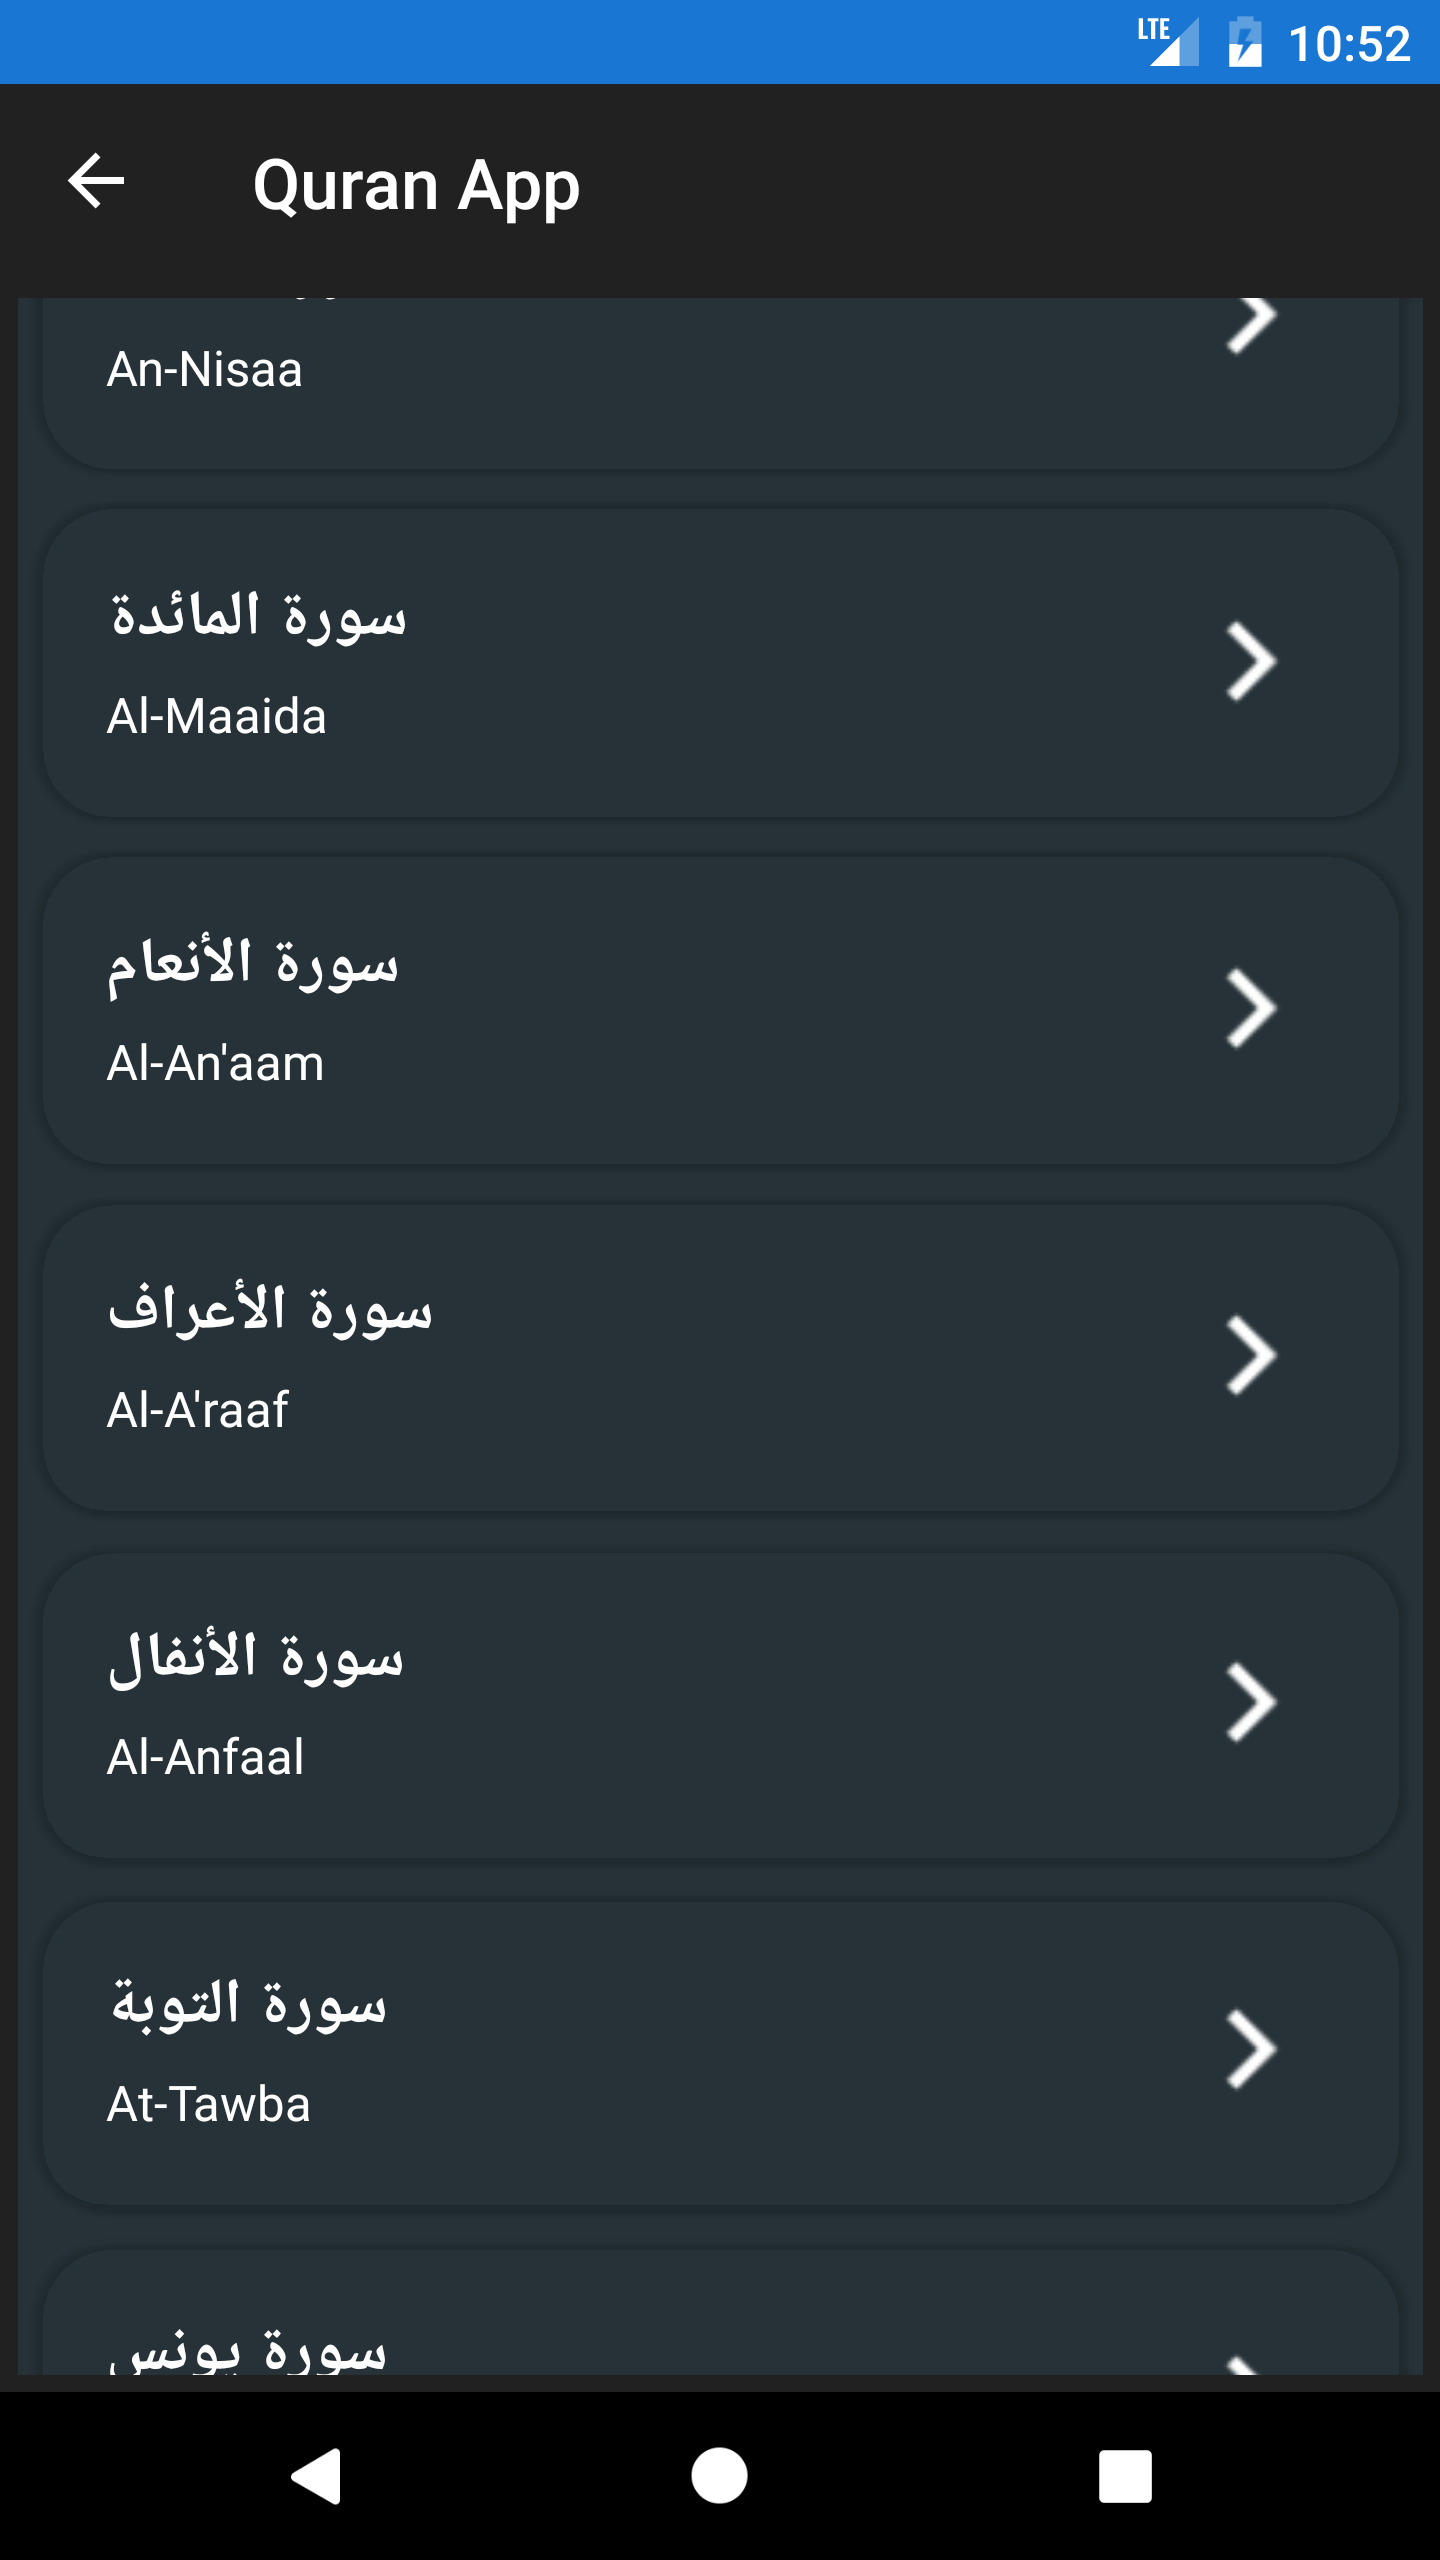 LTE 10:52
Quran App
An-Nisaa
سورة المائدة
Al-Maaida
سورة الأنعام
Al-An'aam
سورة الأعراف
Al-A'raaf
سورة الأنفال
Al-Anfaal
سورة التوبة
At-Tawba
سورة يونس